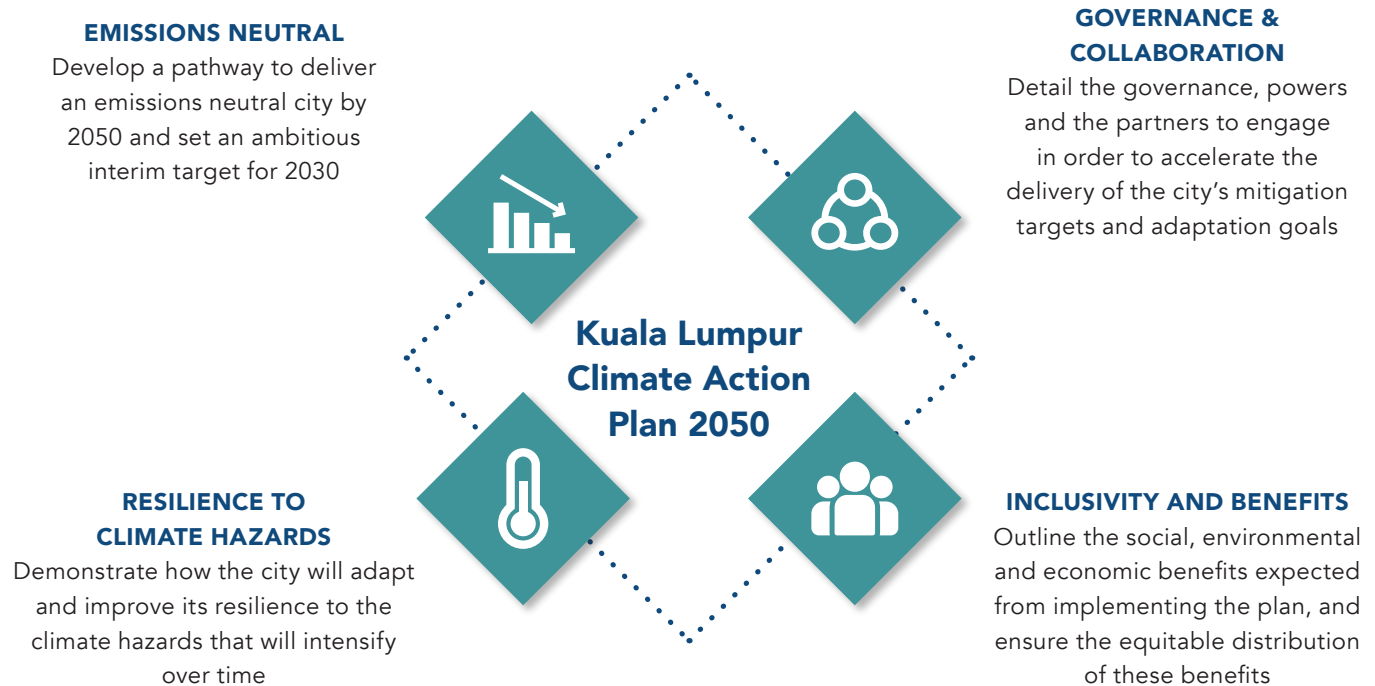 EMISSIONS NEUTRAL
Develop a pathway to deliver
an emissions neutral city by
2050 and set an ambitious
interim target for 2030
GOVERNANCE &
COLLABORATION
Detail the governance, powers
and the partners to engage
in order to accelerate the
delivery of the city’s mitigation
targets and adaptation goals
Kuala Lumpur
Climate Action
Plan 2050
RESILIENCE TO
CLIMATE HAZARDS
Demonstrate how the city will adapt
and improve its resilience to the
climate hazards that will intensify
over time
INCLUSIVITY AND BENEFITS
Outline the social, environmental
and economic benefits expected
from implementing the plan, and
ensure the equitable distribution
of these benefits